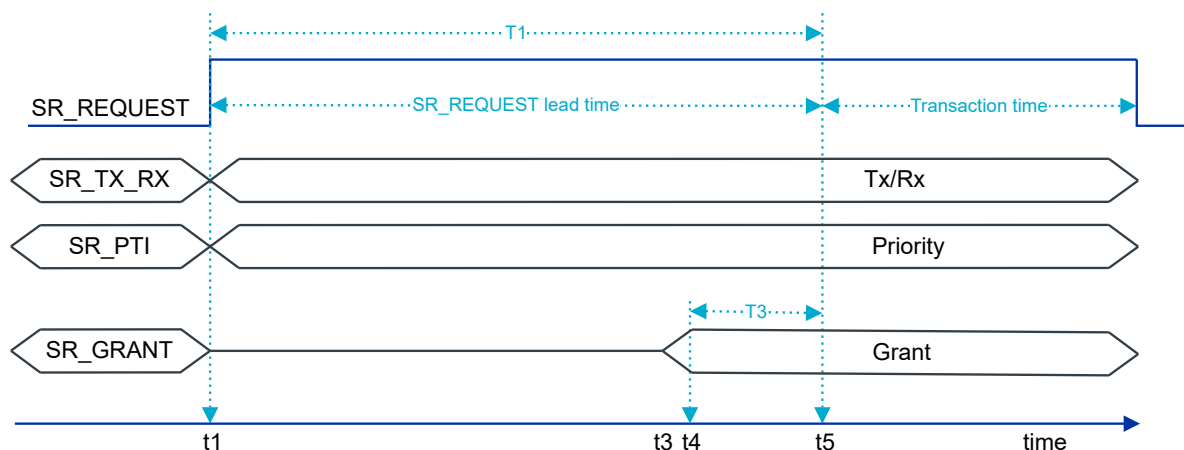 T1
SR_REQUEST
SR_REQUEST lead time
Transaction time
SR_TX_RX
Tx/Rx
SR_PTI
Priority
T3
SR_GRANT
Grant
t1
t3
t4
t5
time